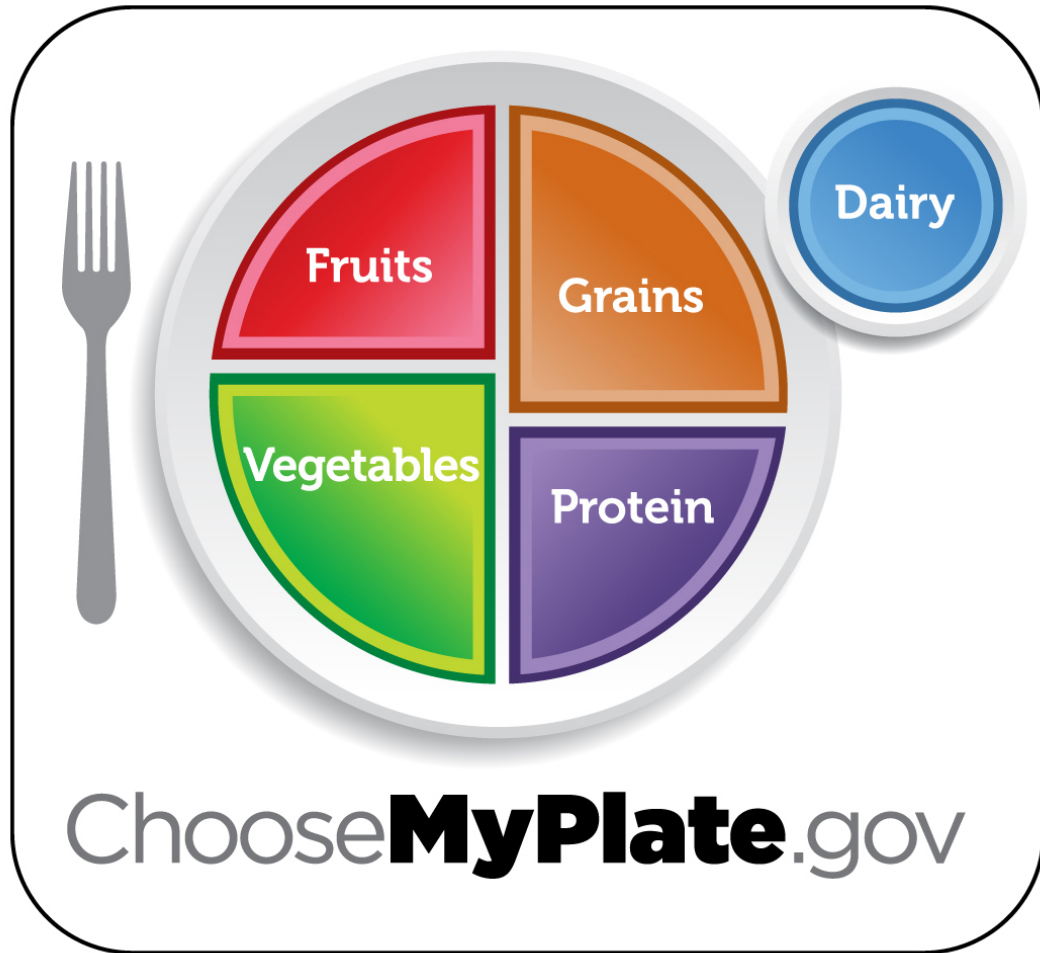 Dairy
Fruits
Grains
Vegetables
Protein
ChooseMyPlate.gov